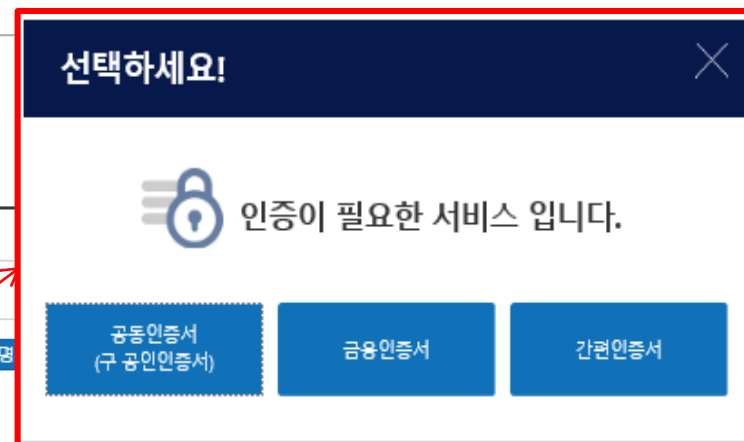 선택하세요!
인증이 필요한 서비스 입니다.
공동인증서
(구 공인인증서)
금융인증서
간편인증서
명